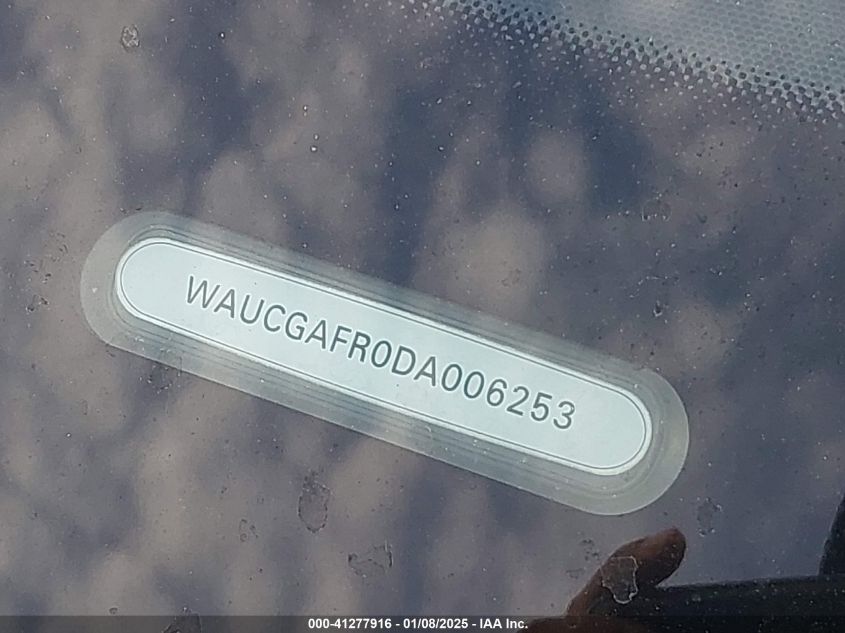 WAUCGAFR0DA006253
000-41277916 - 01/08/2025 - IAA Inc.